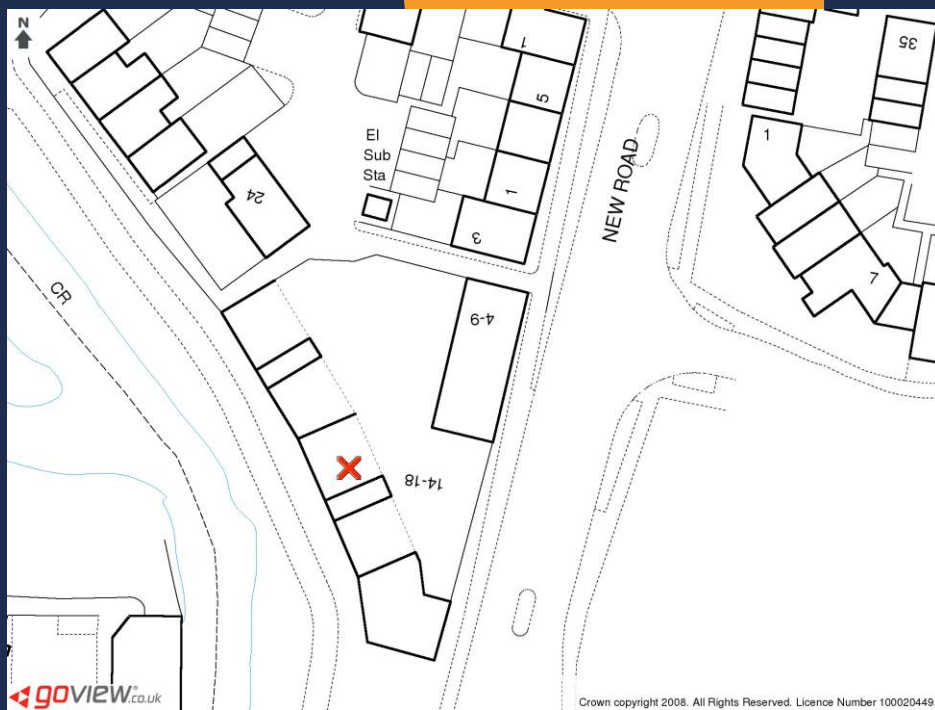 N
1
5
1
3
El
Sub
Sta
24
NEW ROAD
1
35
7
CR
4-9
14-18
goview.co.uk
Crown copyright 2008. All Rights Reserved. Licence Number 100020449